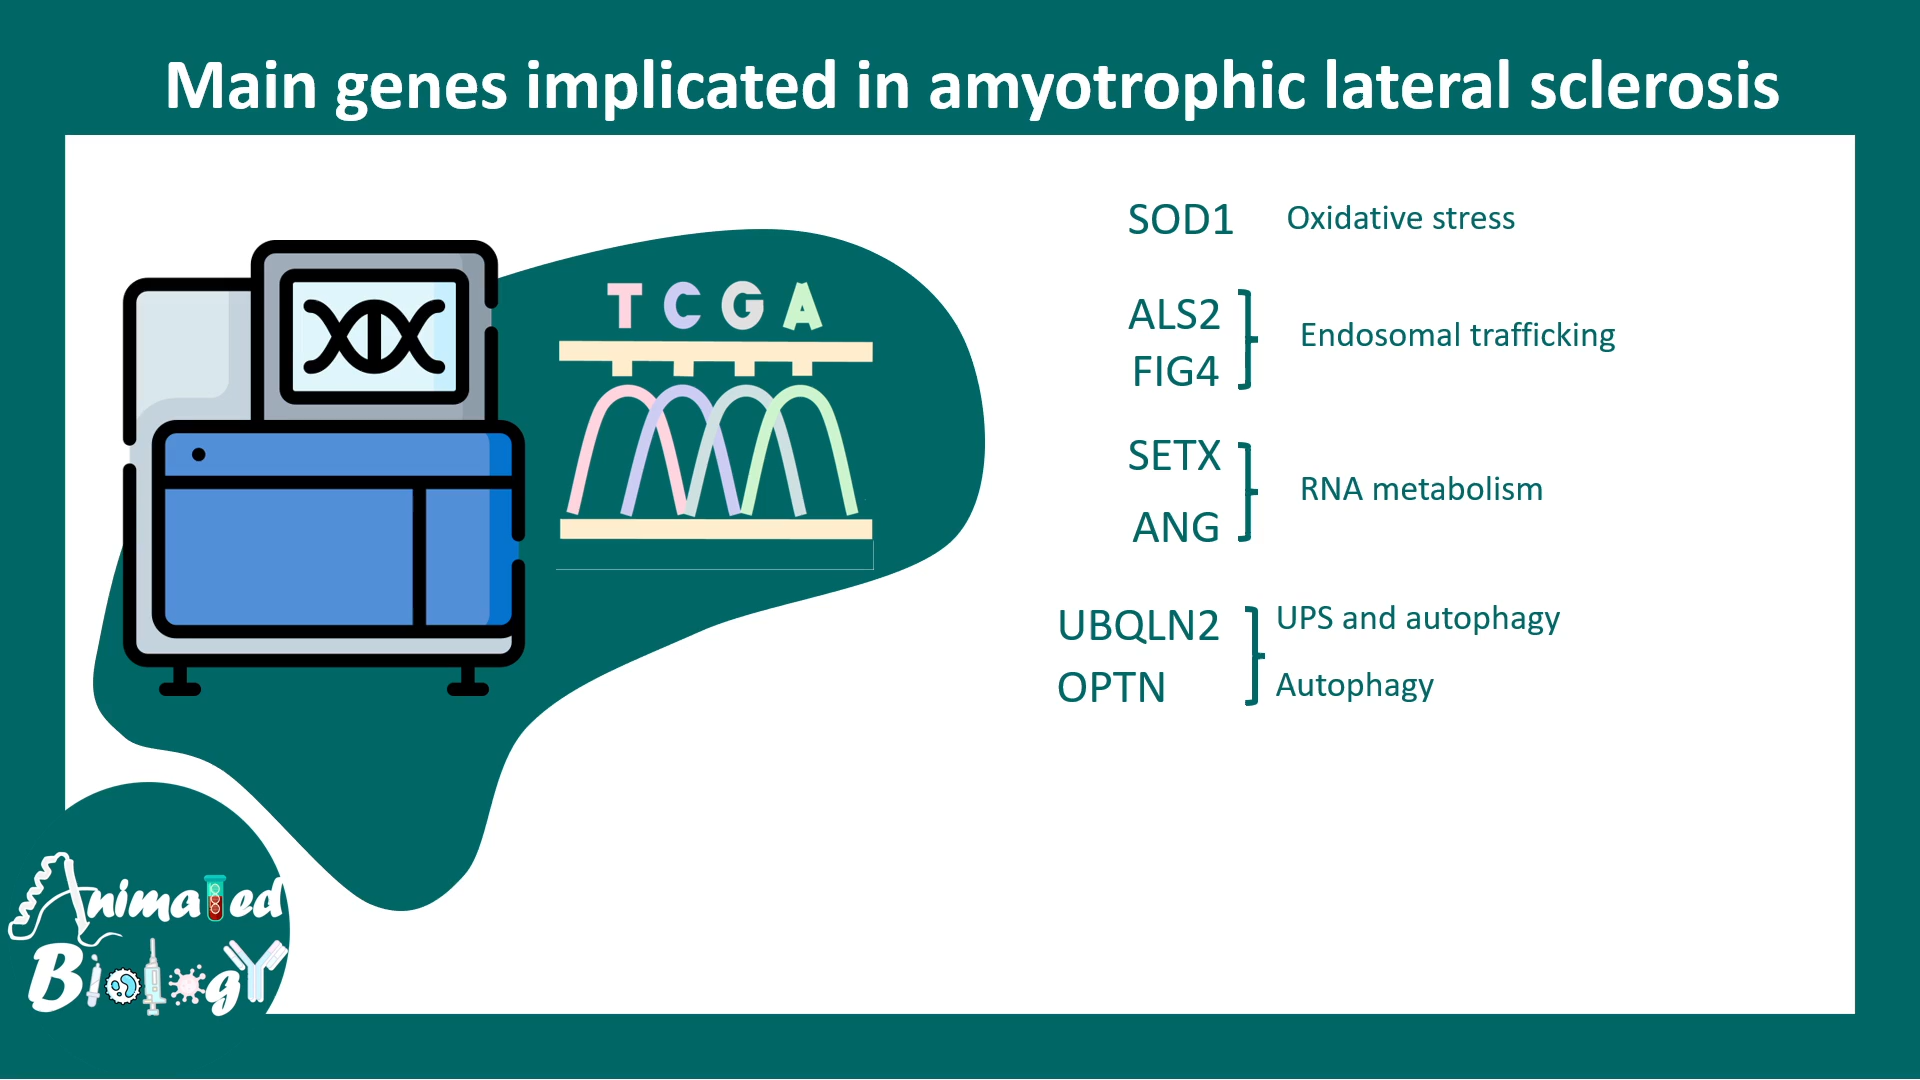 Main genes implicated in amyotrophic lateral sclerosis
T C G A
SOD1 Oxidative stress
ALS2
FIG4
Endosomal trafficking
SETX
ANG
RNA metabolism
UBQLN2 UPS and autophagy
OPTN Autophagy
Animated
Biology